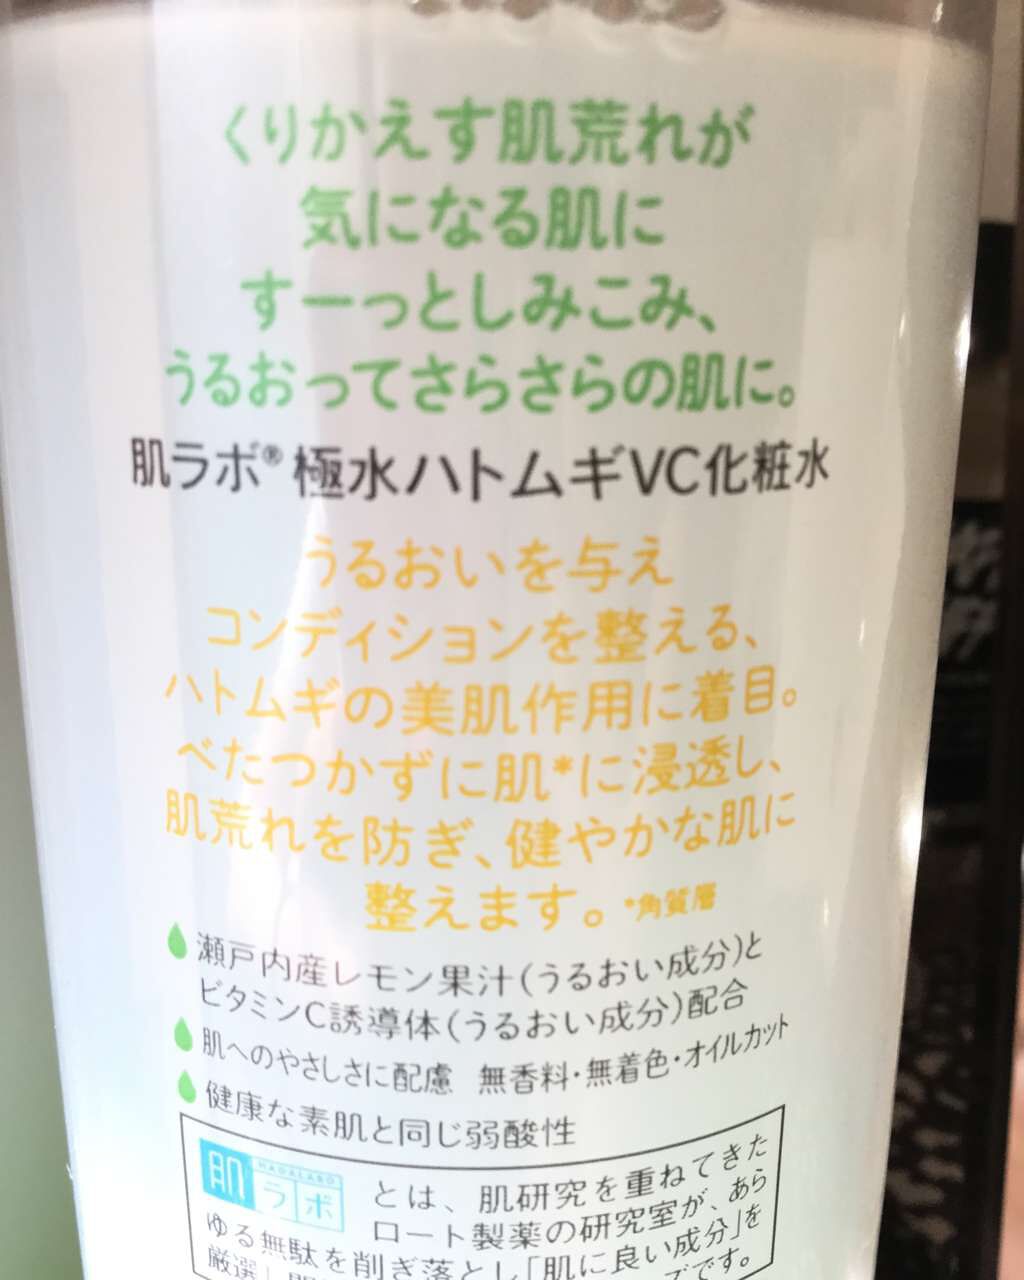 くりかえす肌荒れが
気になる肌に
すーっとしみこみ、
うるおってさらさらの肌に。
肌ラボ® 極水ハトムギVC化粧水
うるおいを与え
コンディションを整える、
ハトムギの美肌作用に着目。
べたつかずに肌*に浸透し、
肌荒れを防ぎ、健やかな肌に
整えます。*角質層
瀬戸内産レモン果汁(うるおい成分)と
ビタミンC誘導体(うるおい成分)配合
肌へのやさしさに配慮 無香料・無着色・オイルカット
健康な素肌と同じ弱酸性
HADALABO
肌ラボ
とは、肌研究を重ねてきた
ロート製薬の研究室が、あら
ゆる無駄を削ぎ落とし「肌に良い成分」を
厳選し
ズです。